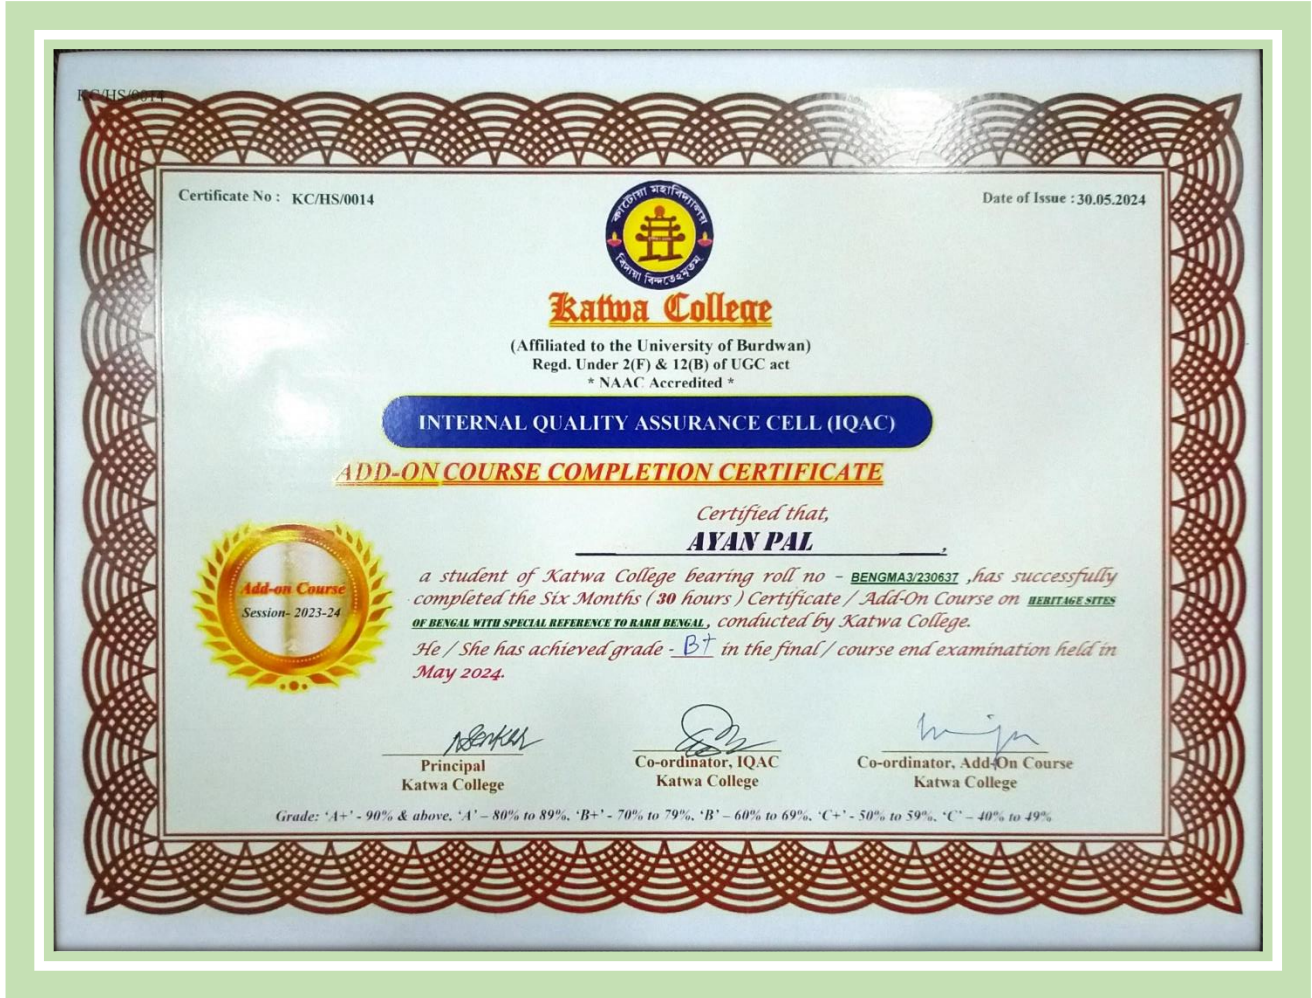 KC/HS/0014
Certificate No : KC/HS/0014
Date of Issue : 30.05.2024
কাটোয়া মহাবিদ্যালয়
বিদ্যয়া বিন্দতেঽমৃতম্
Katwa College
(Affiliated to the University of Burdwan)
Regd. Under 2(F) & 12(B) of UGC act
* NAAC Accredited *
INTERNAL QUALITY ASSURANCE CELL (IQAC)
ADD-ON COURSE COMPLETION CERTIFICATE
Certified that,
AYAN PAL ,
a student of Katwa College bearing roll no – BENGMA3/230637 ,has successfully
completed the Six Months ( 30 hours ) Certificate / Add-On Course on HERITAGE SITES
OF BENGAL WITH SPECIAL REFERENCE TO RARH BENGAL, conducted by Katwa College.
He / She has achieved grade - B+ in the final / course end examination held in
May 2024.
Add-on Course
Session- 2023-24
Principal
Katwa College
Co-ordinator, IQAC
Katwa College
Co-ordinator, Add-On Course
Katwa College
Grade: ‘A+’ - 90% & above, ‘A’ – 80% to 89%, ‘B+’ - 70% to 79%, ‘B’ – 60% to 69%, ‘C+’ - 50% to 59%, ‘C’ – 40% to 49%